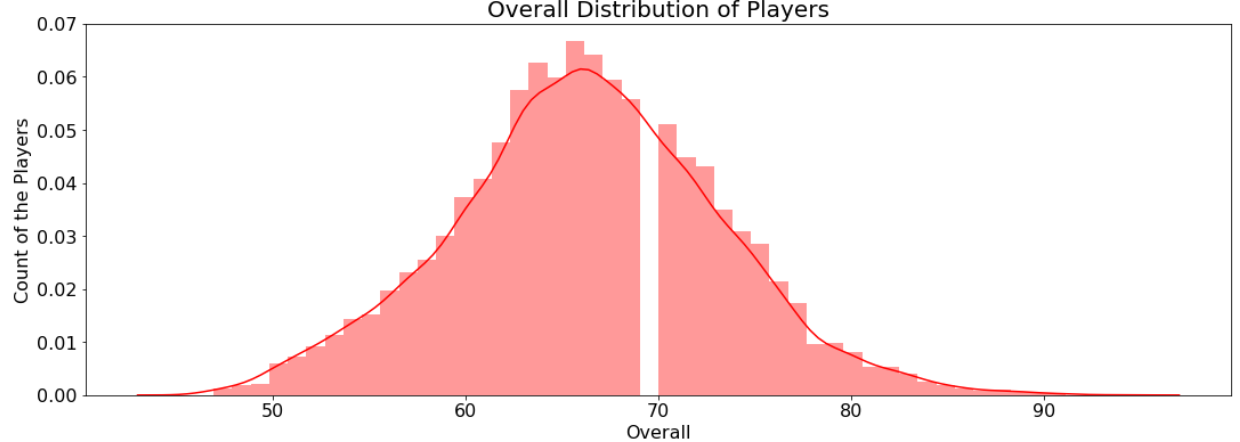 Overall Distribution of Players
0.07
0.06
0.05
0.04
0.03
0.02
0.01
0.00
Count of the Players
50 60 70 80 90
Overall